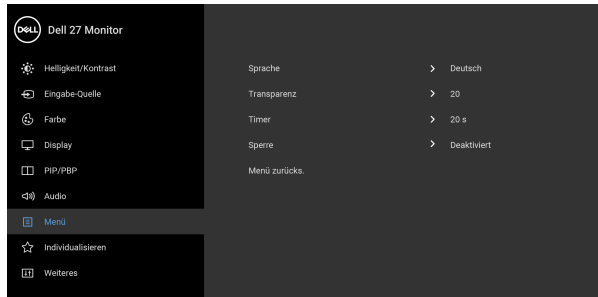 DELL Dell 27 Monitor
Helligkeit/Kontrast
Eingabe-Quelle
Farbe
Display
PIP/PBP
Audio
Menü
Individualisieren
Weiteres
Sprache > Deutsch
Transparenz > 20
Timer > 20 s
Sperre > Deaktiviert
Menü zurücks.